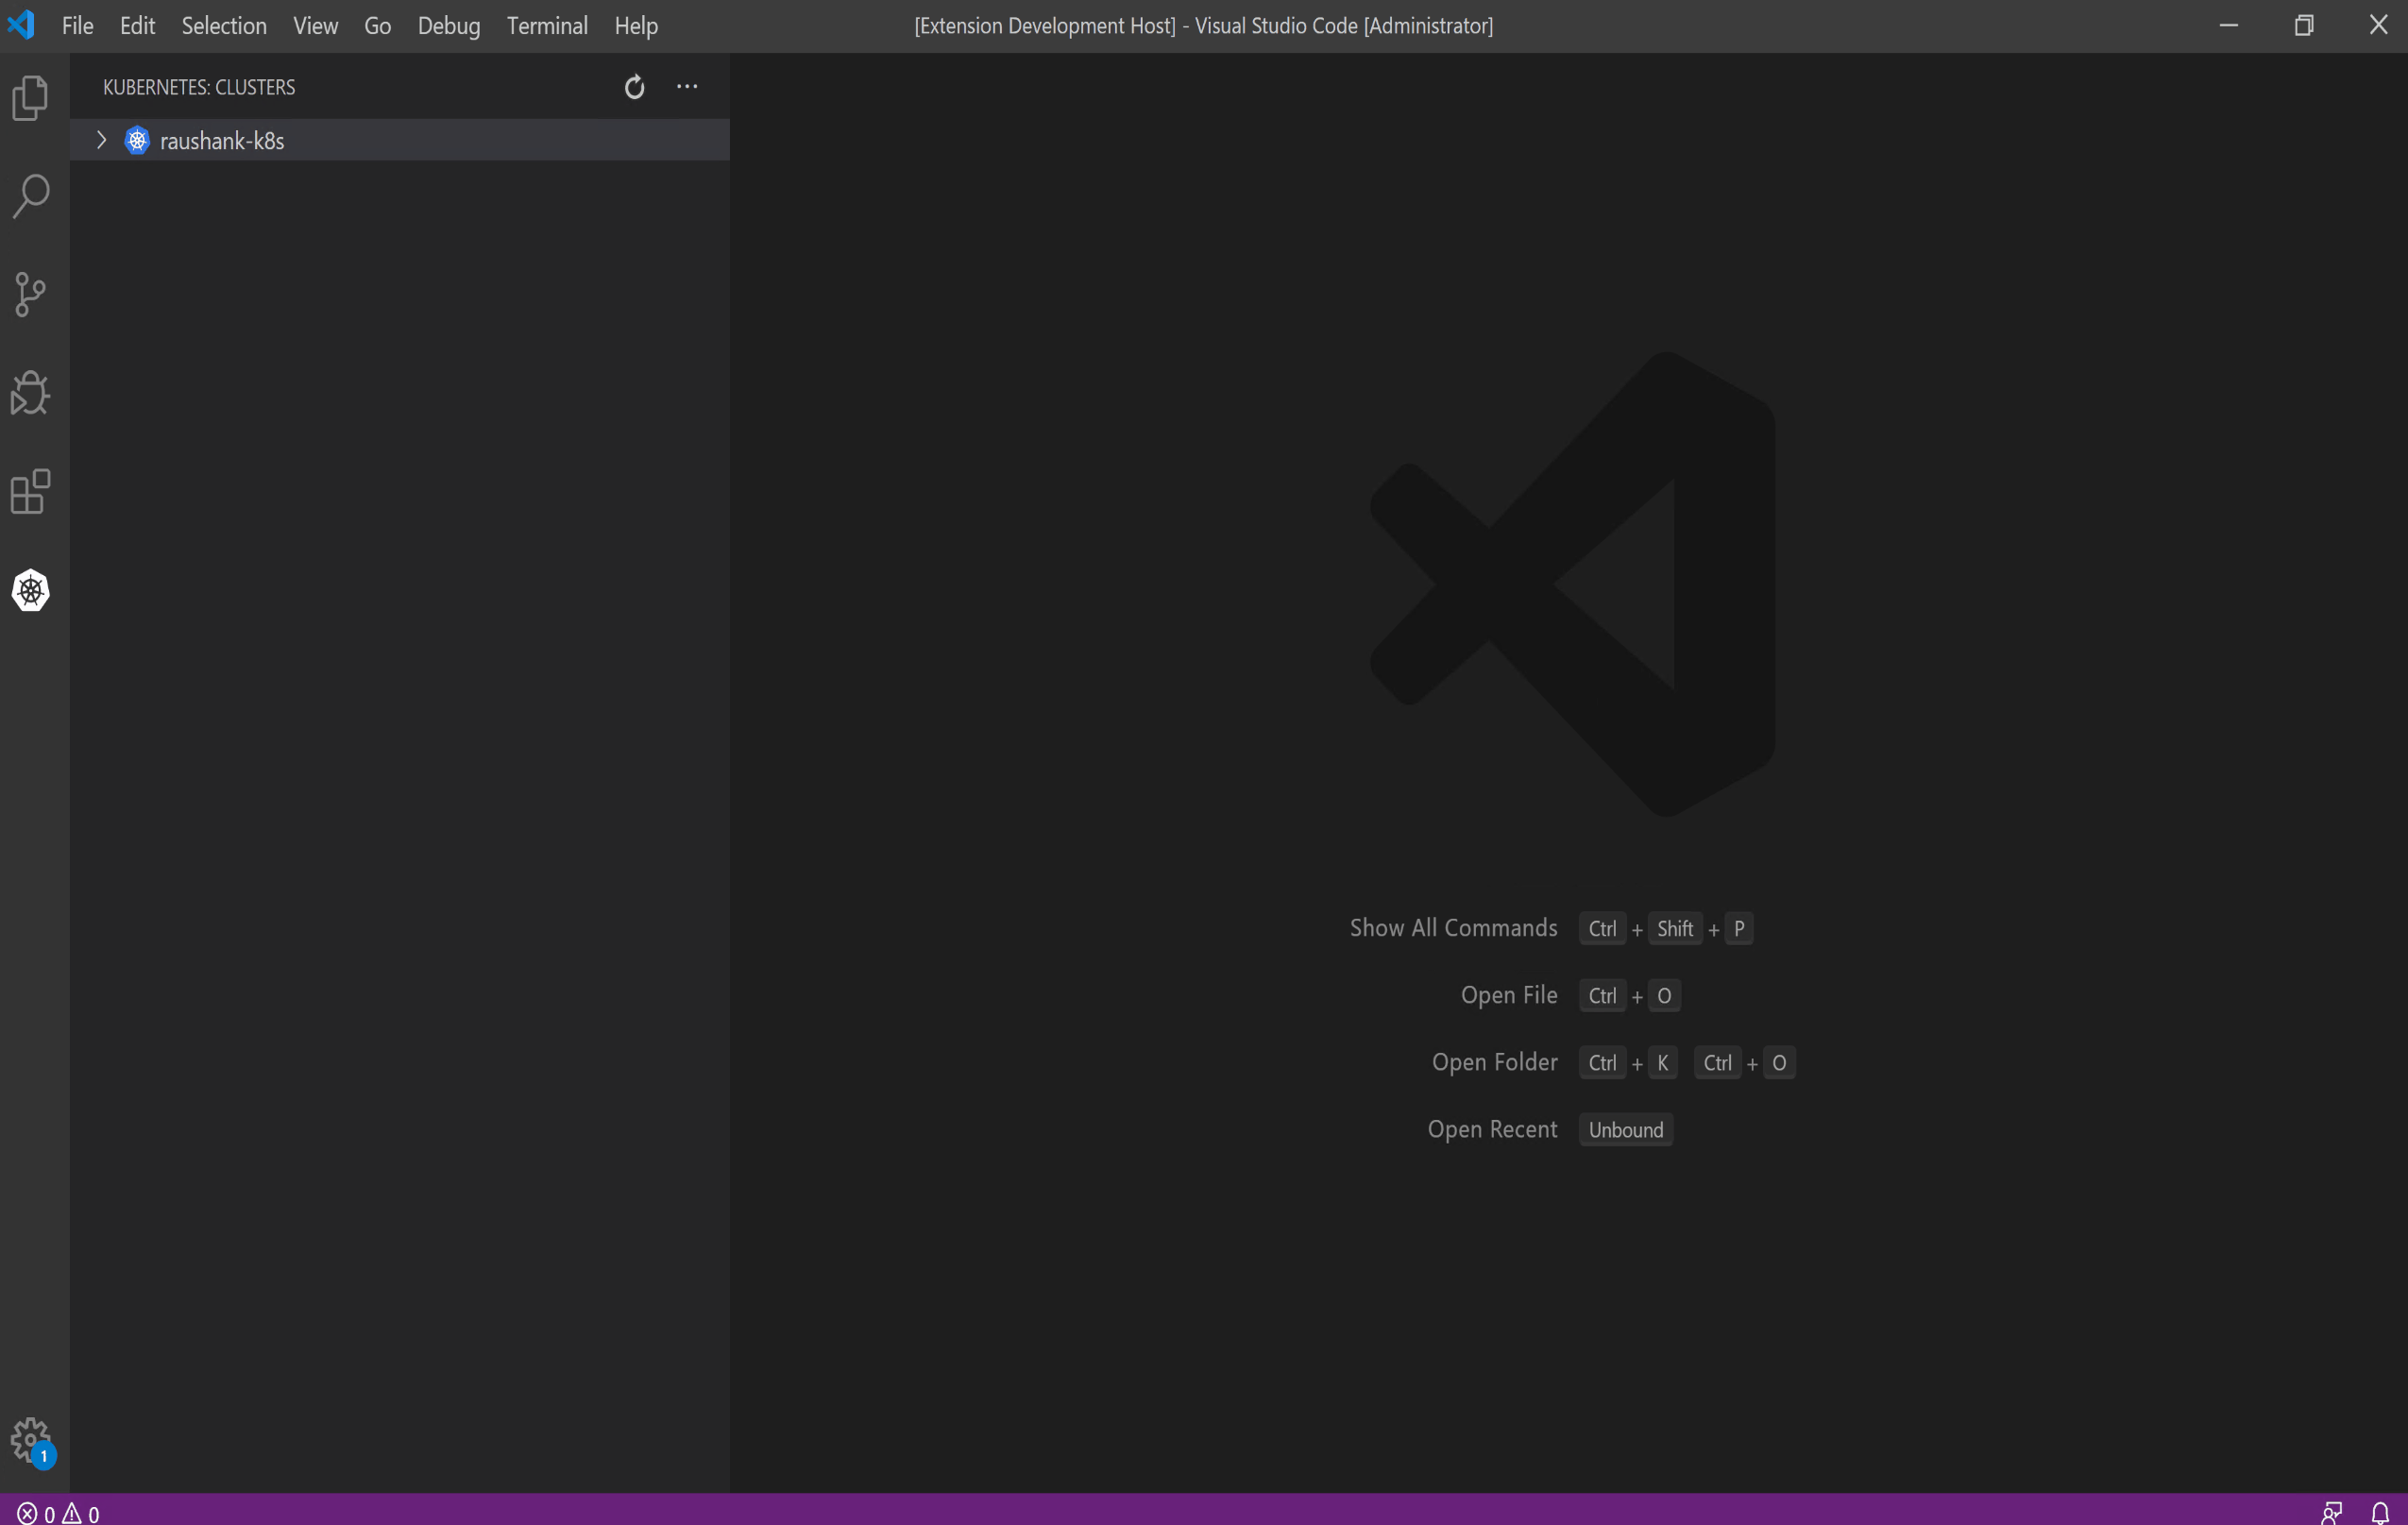 File Edit Selection View Go Debug Terminal Help [Extension Development Host] - Visual Studio Code [Administrator]
KUBERNETES: CLUSTERS
raushank-k8s
Show All Commands Ctrl + Shift + P
Open File Ctrl + O
Open Folder Ctrl + K Ctrl + O
Open Recent Unbound
1
0 0